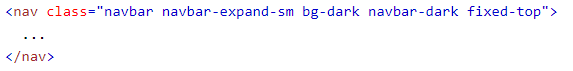 <nav class="navbar navbar-expand-sm bg-dark navbar-dark fixed-top">
  ...
</nav>